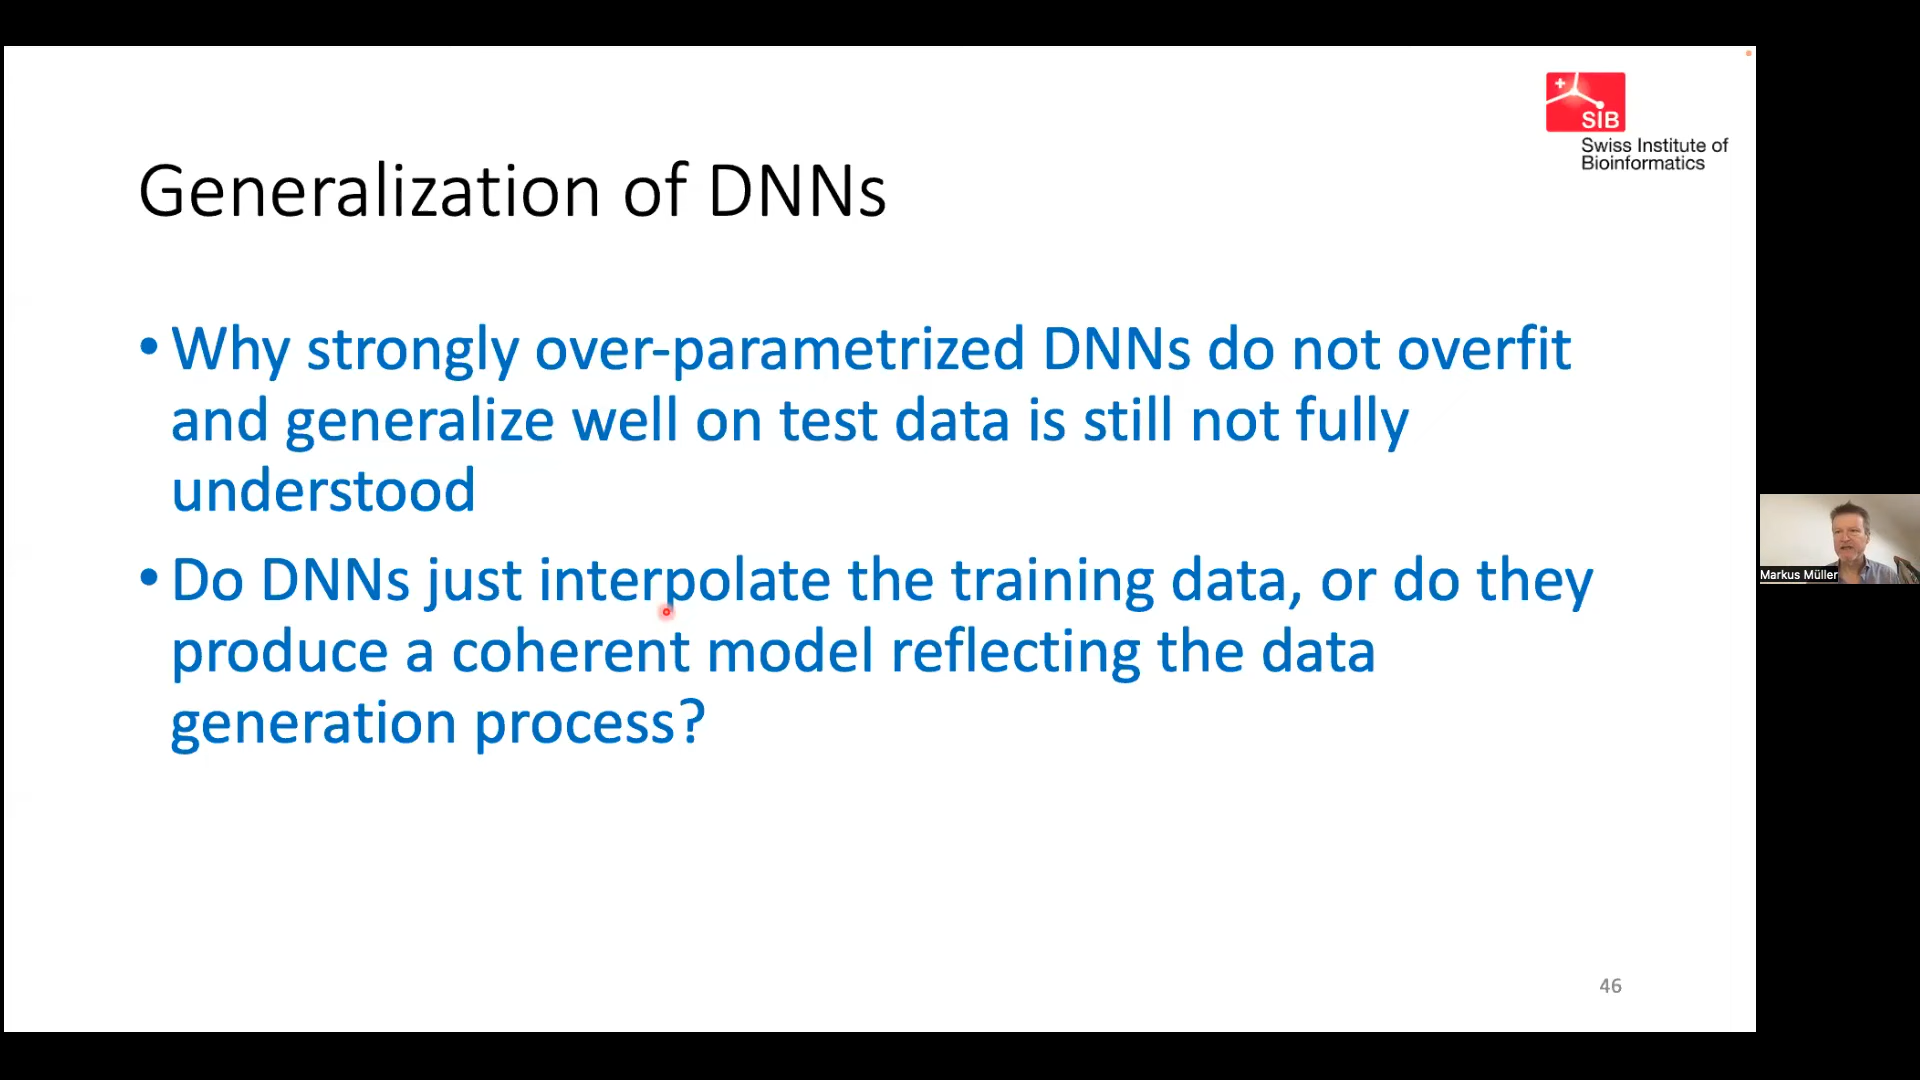 SIB
Swiss Institute of
Bioinformatics
Generalization of DNNs
• Why strongly over-parametrized DNNs do not overfit
and generalize well on test data is still not fully
understood
• Do DNNs just interpolate the training data, or do they
produce a coherent model reflecting the data
generation process?
Markus Müller
46